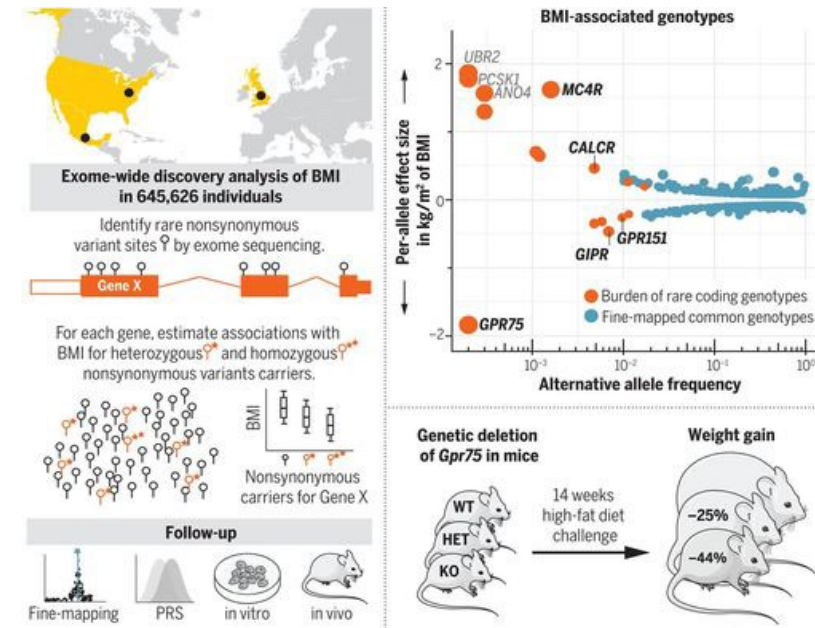 Exome-wide discovery analysis of BMI
in 645,626 individuals
Identify rare nonsynonymous
variant sites by exome sequencing.
Gene X
For each gene, estimate associations with
BMI for heterozygous and homozygous
nonsynonymous variants carriers.
BMI
Nonsynonymous
carriers for Gene X
Follow-up
Fine-mapping
PRS
in vitro
in vivo
BMI-associated genotypes
Per-allele effect size
in kg/m² of BMI
2
0
−2
UBR2
PCSK1
ANO4
MC4R
CALCR
GPR151
GIPR
GPR75
Burden of rare coding genotypes
Fine-mapped common genotypes
10⁻³
10⁻²
10⁻¹
10⁰
Alternative allele frequency
Genetic deletion
of Gpr75 in mice
WT
HET
KO
14 weeks
high-fat diet
challenge
Weight gain
−25%
−44%